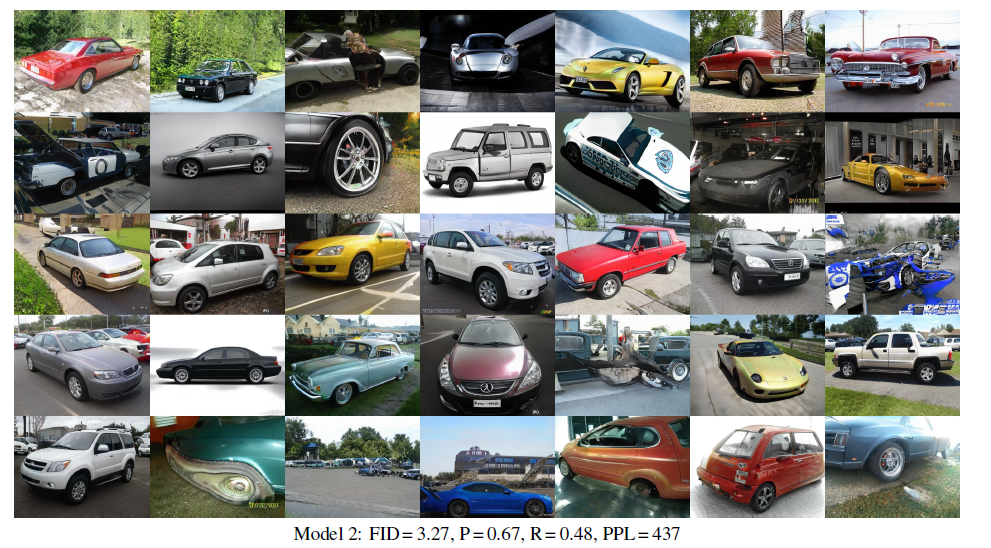 Model 2: FID = 3.27, P = 0.67, R = 0.48, PPL = 437